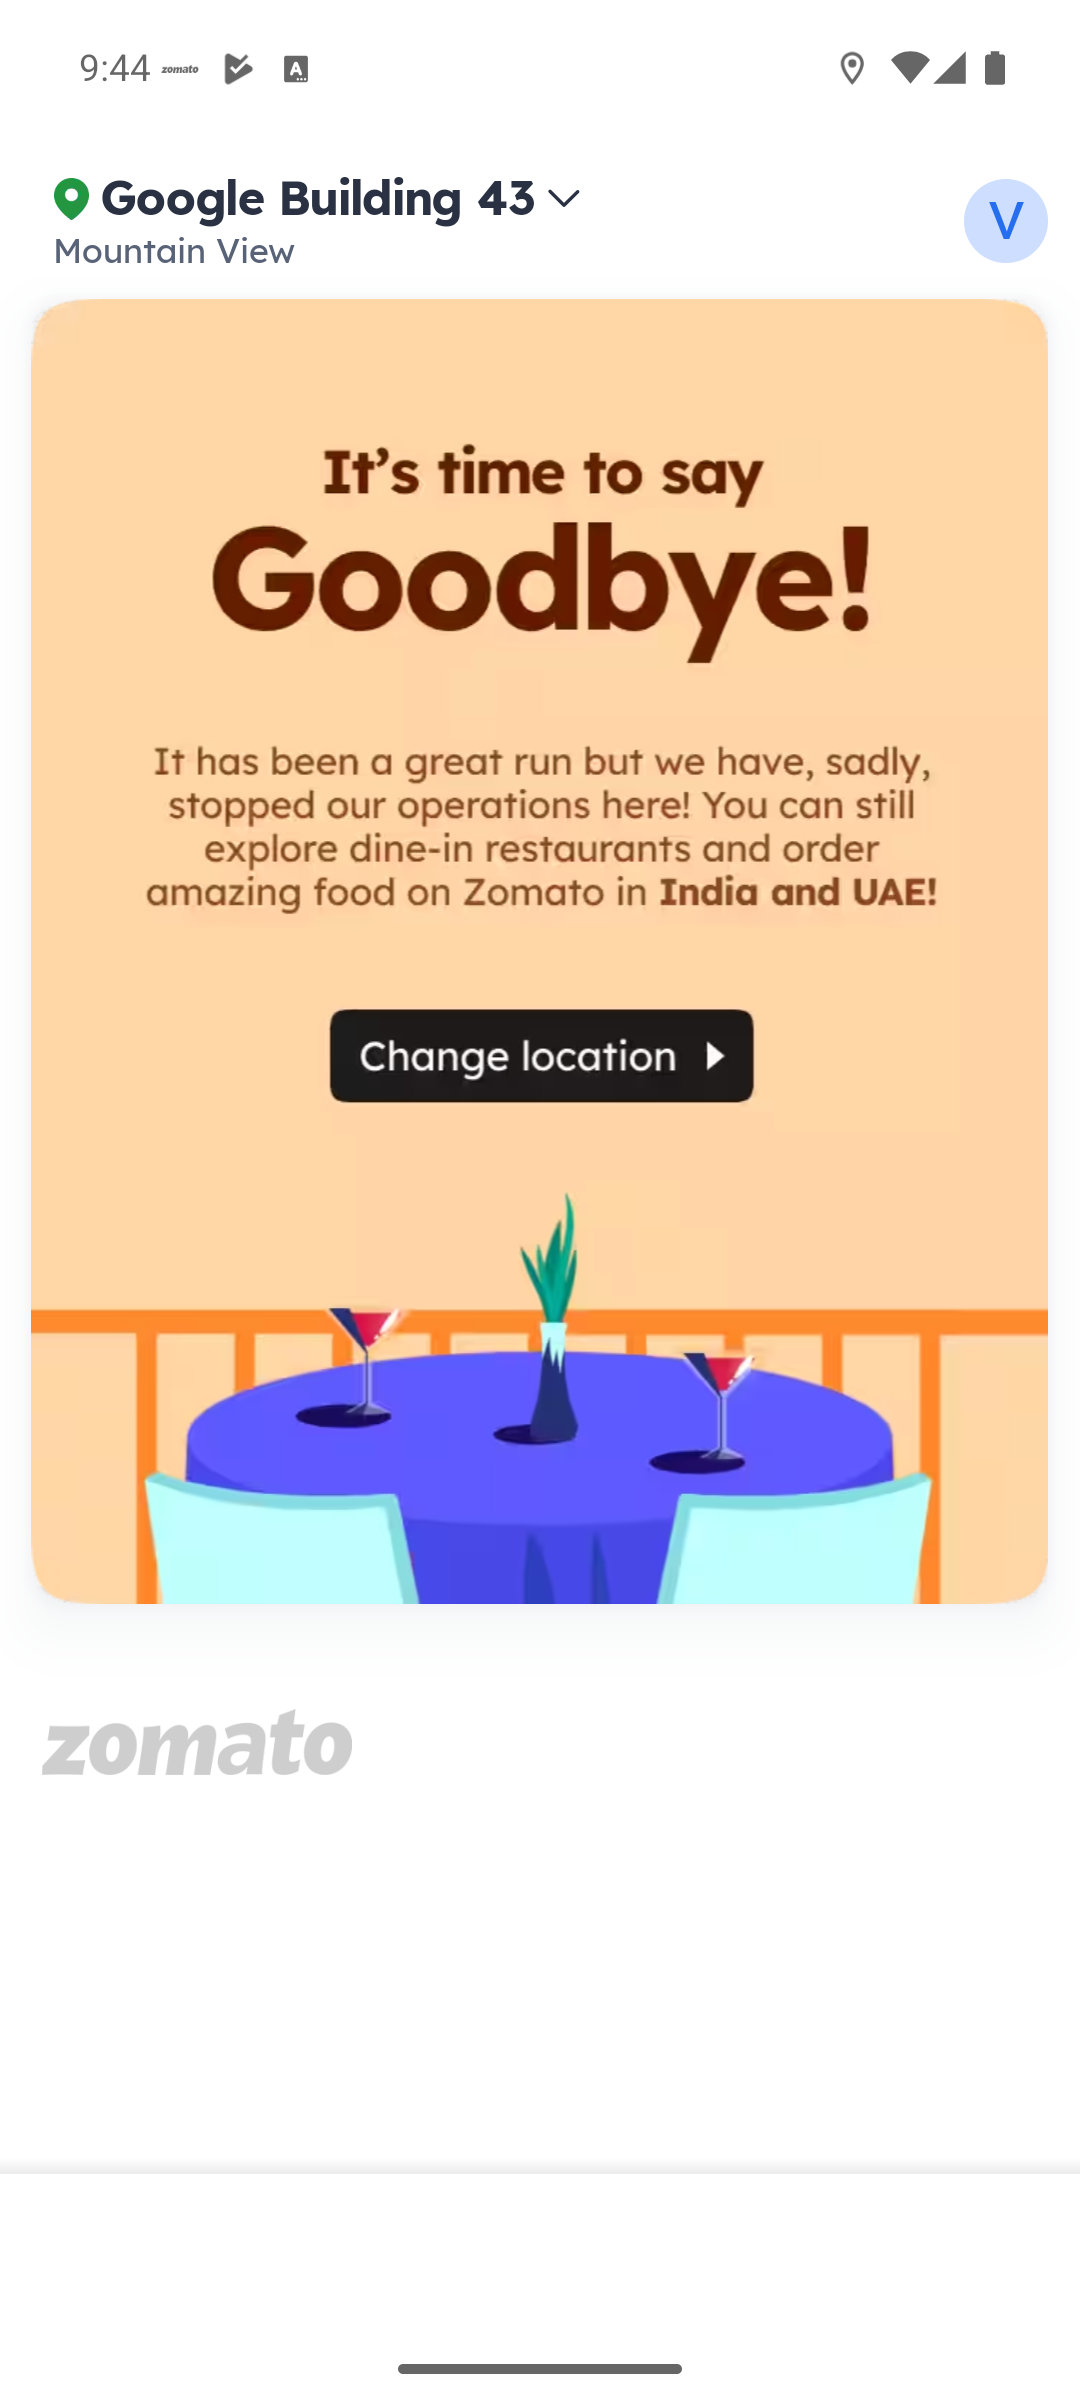 9:44 zomato
Google Building 43
Mountain View
V
It's time to say
Goodbye!
It has been a great run but we have, sadly,
stopped our operations here! You can still
explore dine-in restaurants and order
amazing food on Zomato in India and UAE!
Change location
zomato